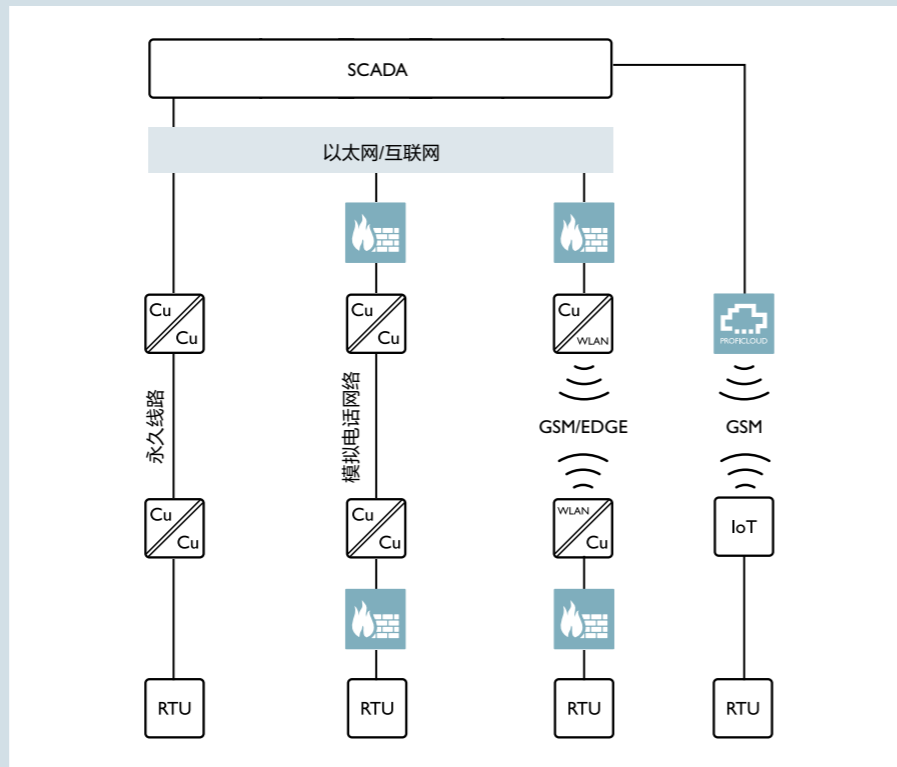 SCADA
以太网/互联网
Cu
Cu
Cu
Cu
Cu
WLAN
PROFICLOUD
永久线路
模拟电话网络
GSM/EDGE
GSM
Cu
Cu
Cu
Cu
WLAN
Cu
IoT
RTU
RTU
RTU
RTU